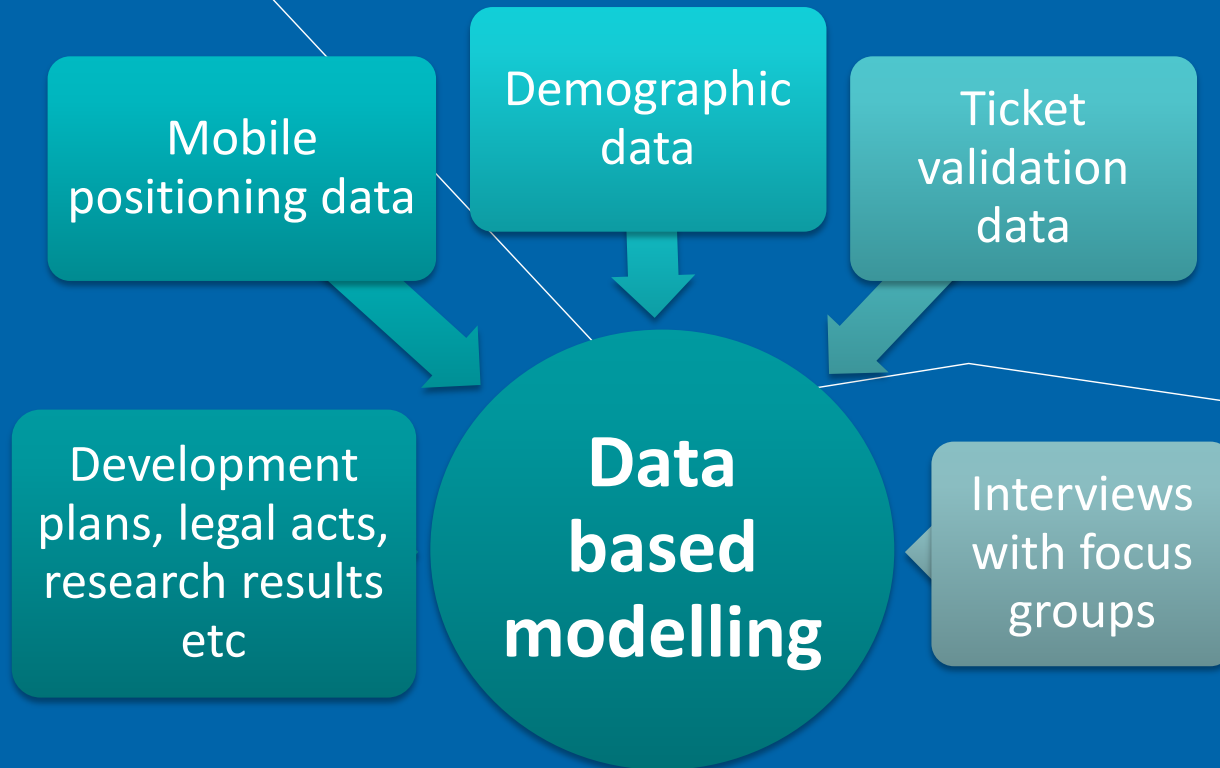 Mobile
positioning data
Demographic
data
Ticket
validation
data
Development
plans, legal acts,
research results
etc
Data
based
modelling
Interviews
with focus
groups